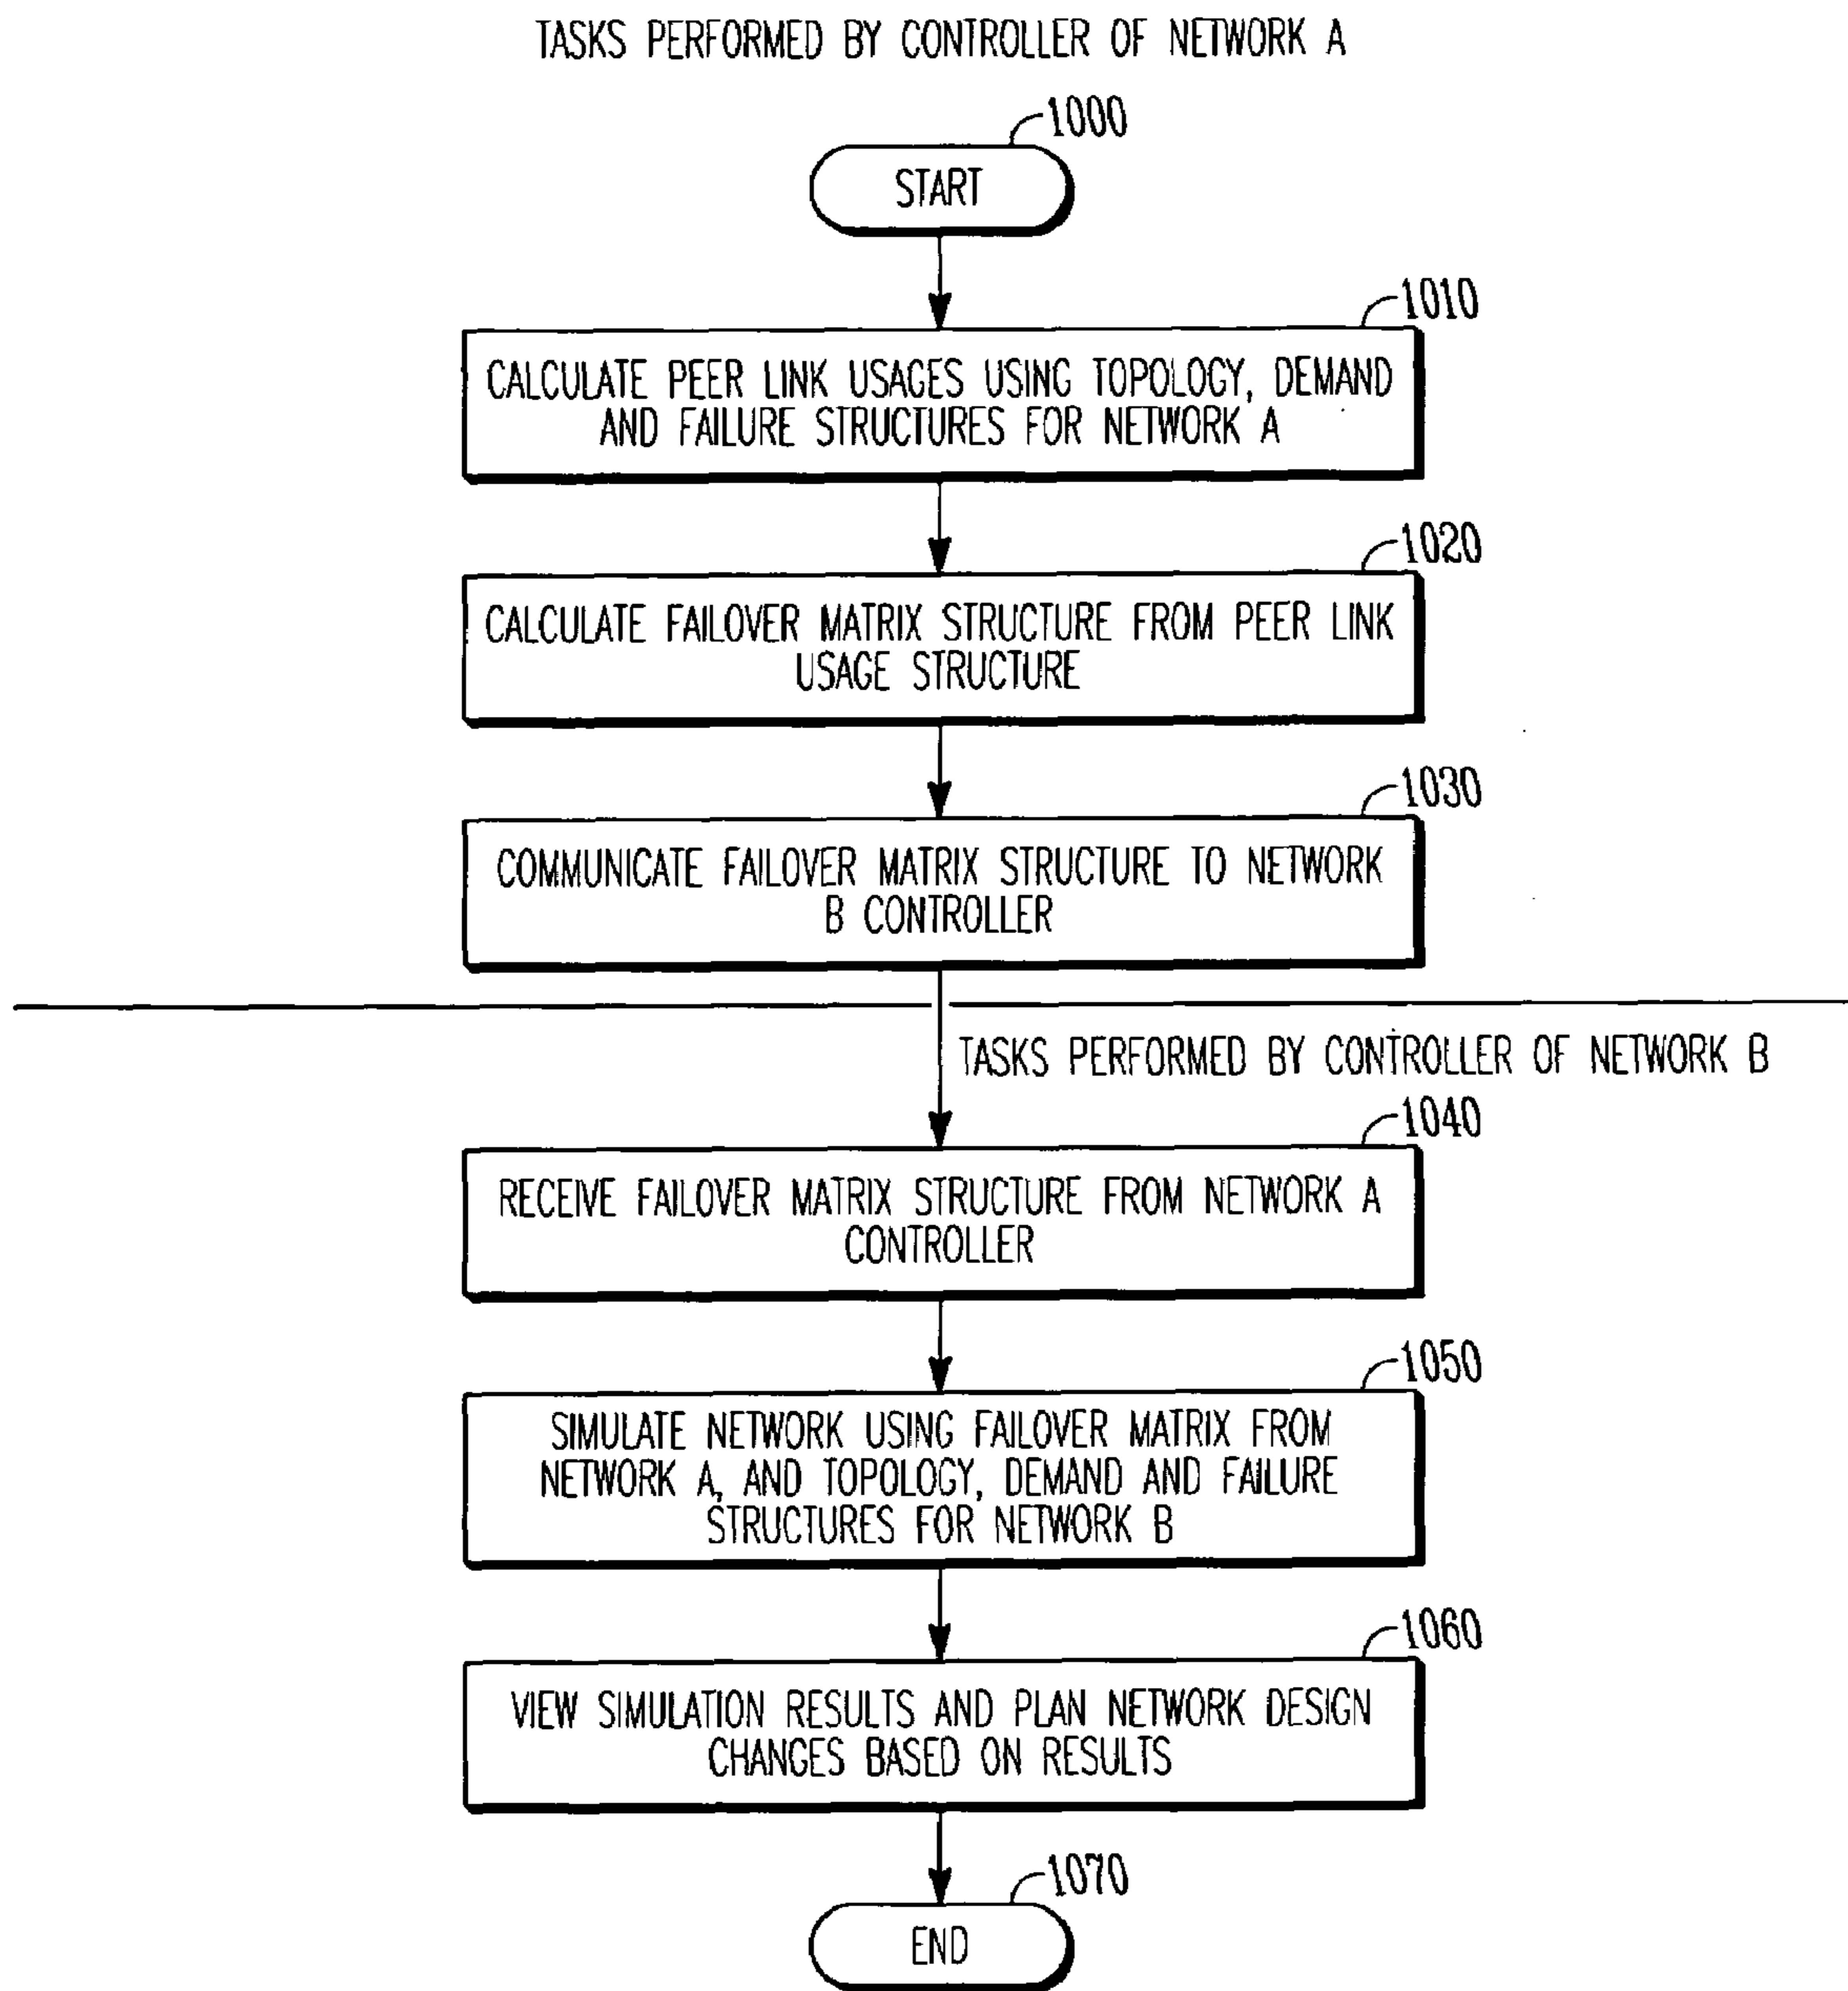 TASKS PERFORMED BY CONTROLLER OF NETWORK A
1000
START
1010
CALCULATE PEER LINK USAGES USING TOPOLOGY, DEMAND
AND FAILURE STRUCTURES FOR NETWORK A
1020
CALCULATE FAILOVER MATRIX STRUCTURE FROM PEER LINK
USAGE STRUCTURE
1030
COMMUNICATE FAILOVER MATRIX STRUCTURE TO NETWORK
B CONTROLLER
TASKS PERFORMED BY CONTROLLER OF NETWORK B
1040
RECEIVE FAILOVER MATRIX STRUCTURE FROM NETWORK A
CONTROLLER
1050
SIMULATE NETWORK USING FAILOVER MATRIX FROM
NETWORK A, AND TOPOLOGY, DEMAND AND FAILURE
STRUCTURES FOR NETWORK B
1060
VIEW SIMULATION RESULTS AND PLAN NETWORK DESIGN
CHANGES BASED ON RESULTS
1070
END